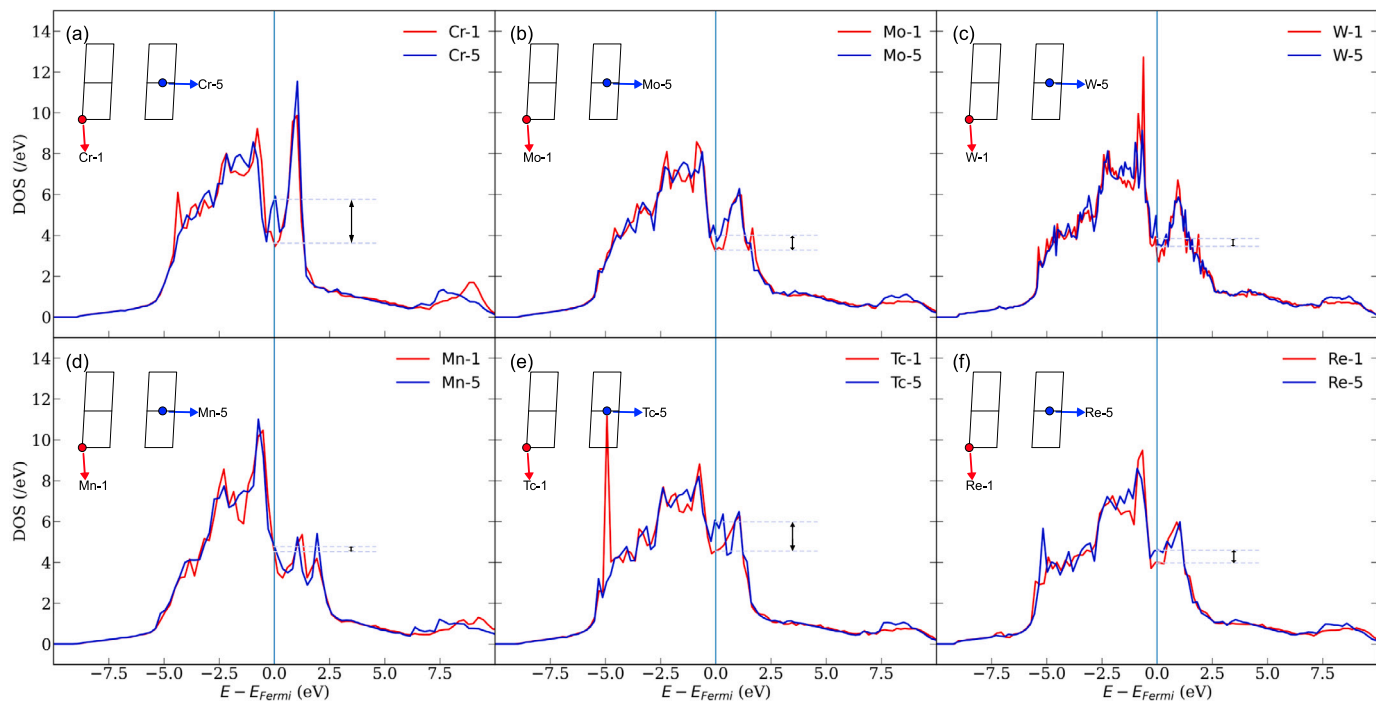 (a)
Cr-1
Cr-5
Cr-5
Cr-1
(b)
Mo-1
Mo-5
Mo-5
Mo-1
(c)
W-1
W-5
W-5
W-1
DOS (/eV)
14
12
10
8
6
4
2
0
(d)
Mn-1
Mn-5
Mn-5
Mn-1
(e)
Tc-1
Tc-5
Tc-5
Tc-1
(f)
Re-1
Re-5
Re-5
Re-1
DOS (/eV)
14
12
10
8
6
4
2
0
−7.5 −5.0 −2.5 0.0 2.5 5.0 7.5
−7.5 −5.0 −2.5 0.0 2.5 5.0 7.5
−7.5 −5.0 −2.5 0.0 2.5 5.0 7.5
E − E_Fermi (eV)
E − E_Fermi (eV)
E − E_Fermi (eV)